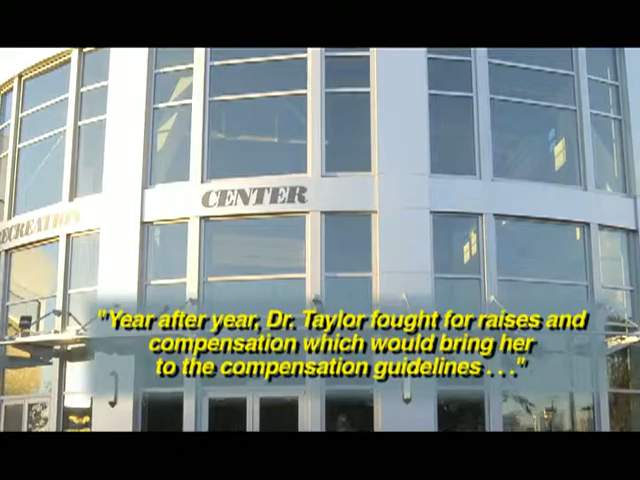 RECREATION
CENTER
"Year after year, Dr. Taylor fought for raises and
compensation which would bring her
to the compensation guidelines . . ."